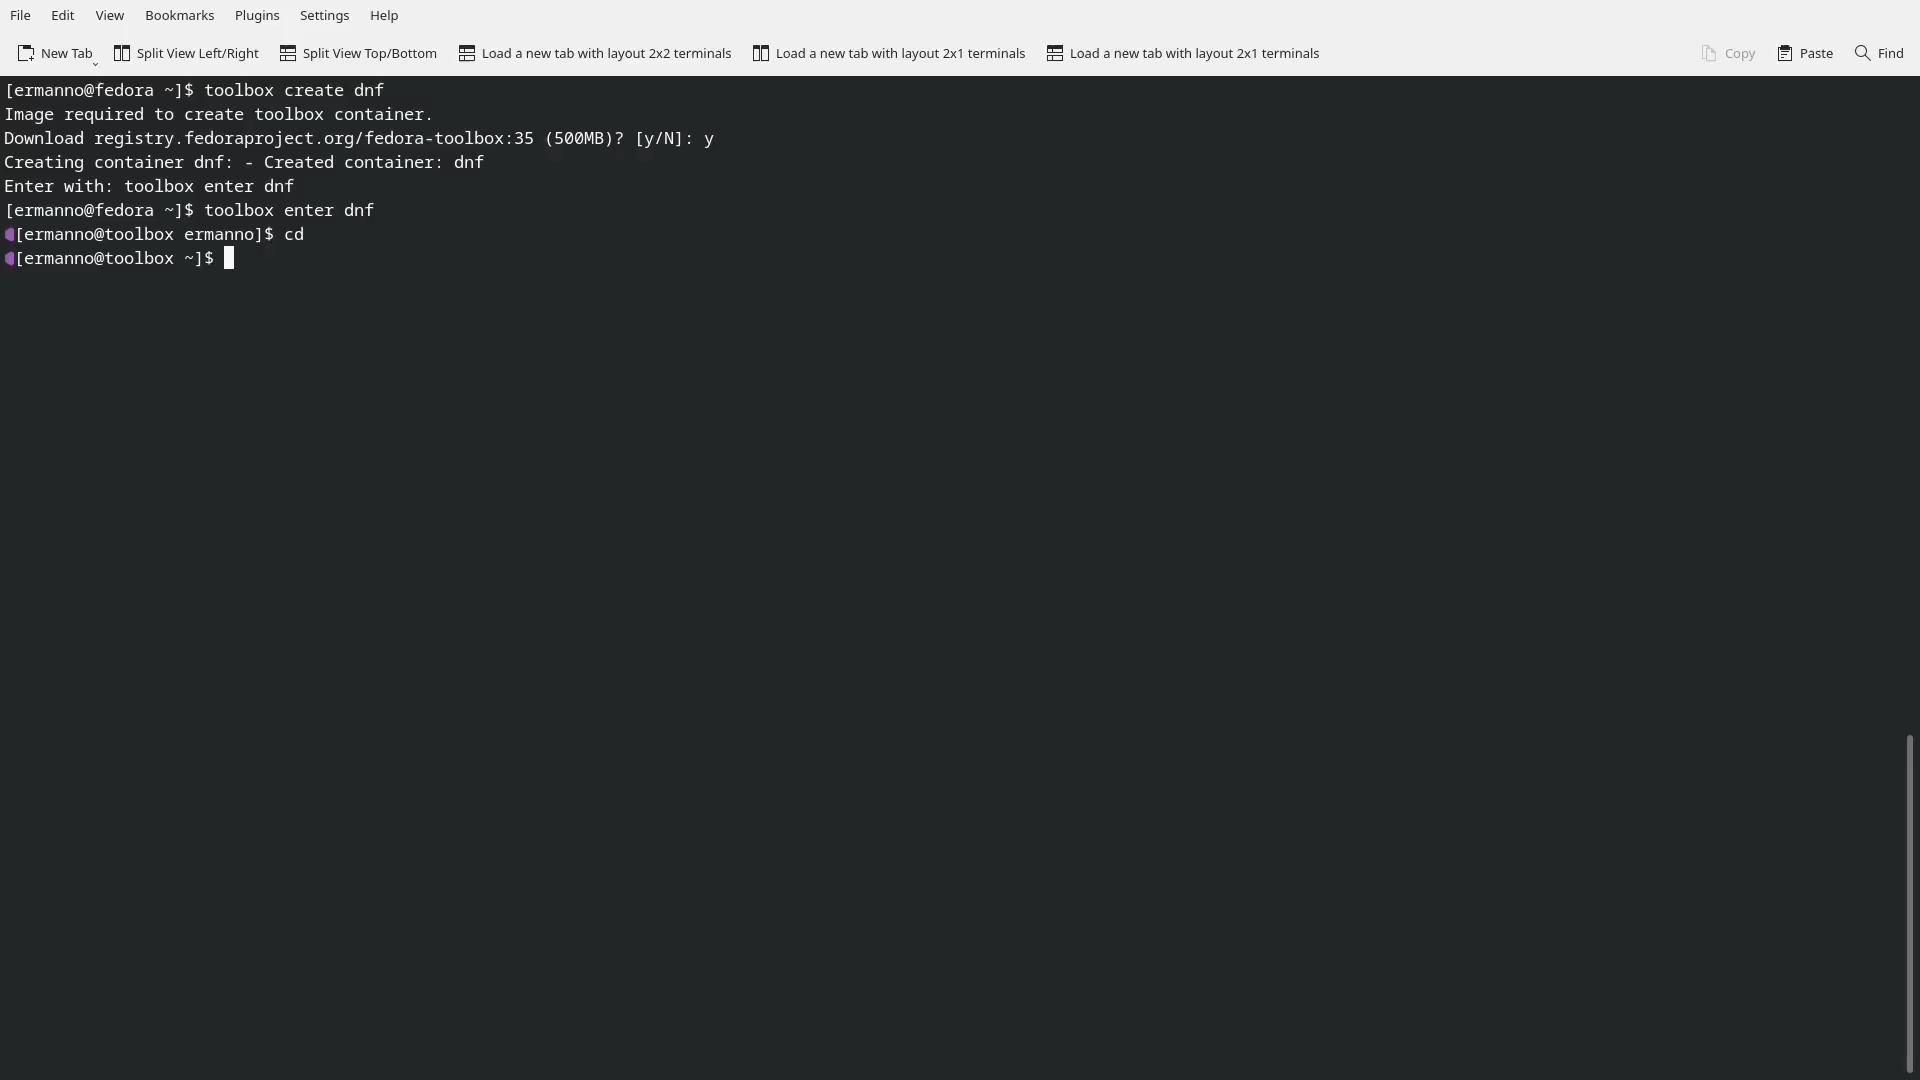 File Edit View Bookmarks Plugins Settings Help
New Tab Split View Left/Right Split View Top/Bottom Load a new tab with layout 2x2 terminals Load a new tab with layout 2x1 terminals Load a new tab with layout 2x1 terminals Copy Paste Find
[ermanno@fedora ~]$ toolbox create dnf
Image required to create toolbox container.
Download registry.fedoraproject.org/fedora-toolbox:35 (500MB)? [y/N]: y
Creating container dnf: - Created container: dnf
Enter with: toolbox enter dnf
[ermanno@fedora ~]$ toolbox enter dnf
[ermanno@toolbox ermanno]$ cd
[ermanno@toolbox ~]$